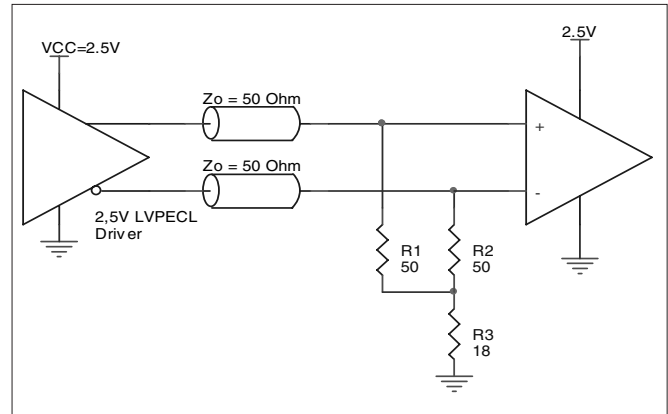 VCC=2.5V
2.5V
Zo = 50 Ohm
Zo = 50 Ohm
+
-
2,5V LVPECL
Driver
R1
50
R2
50
R3
18